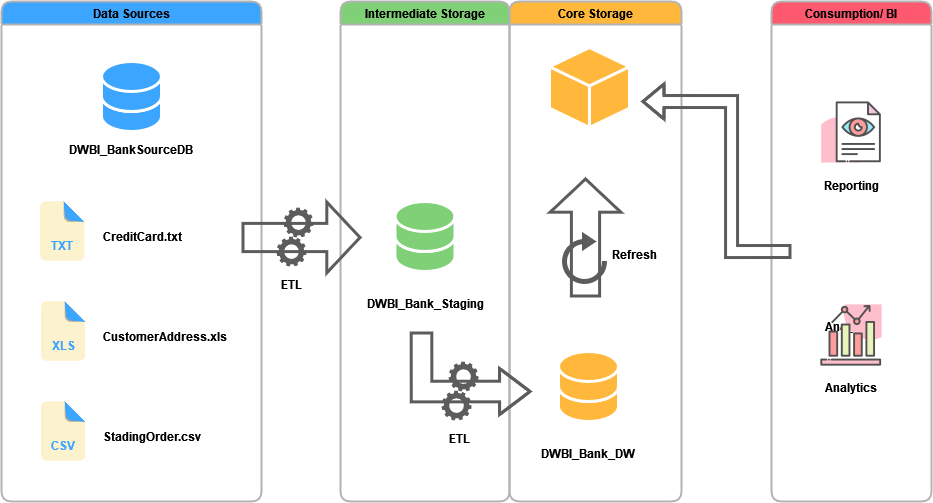 Data Sources
Intermediate Storage
Core Storage
Consumption/ BI
DWBI_BankSourceDB
TXT
CreditCard.txt
XLS
CustomerAddress.xls
CSV
StadingOrder.csv
ETL
DWBI_Bank_Staging
ETL
Refresh
DWBI_Bank_DW
Reporting
Analytics